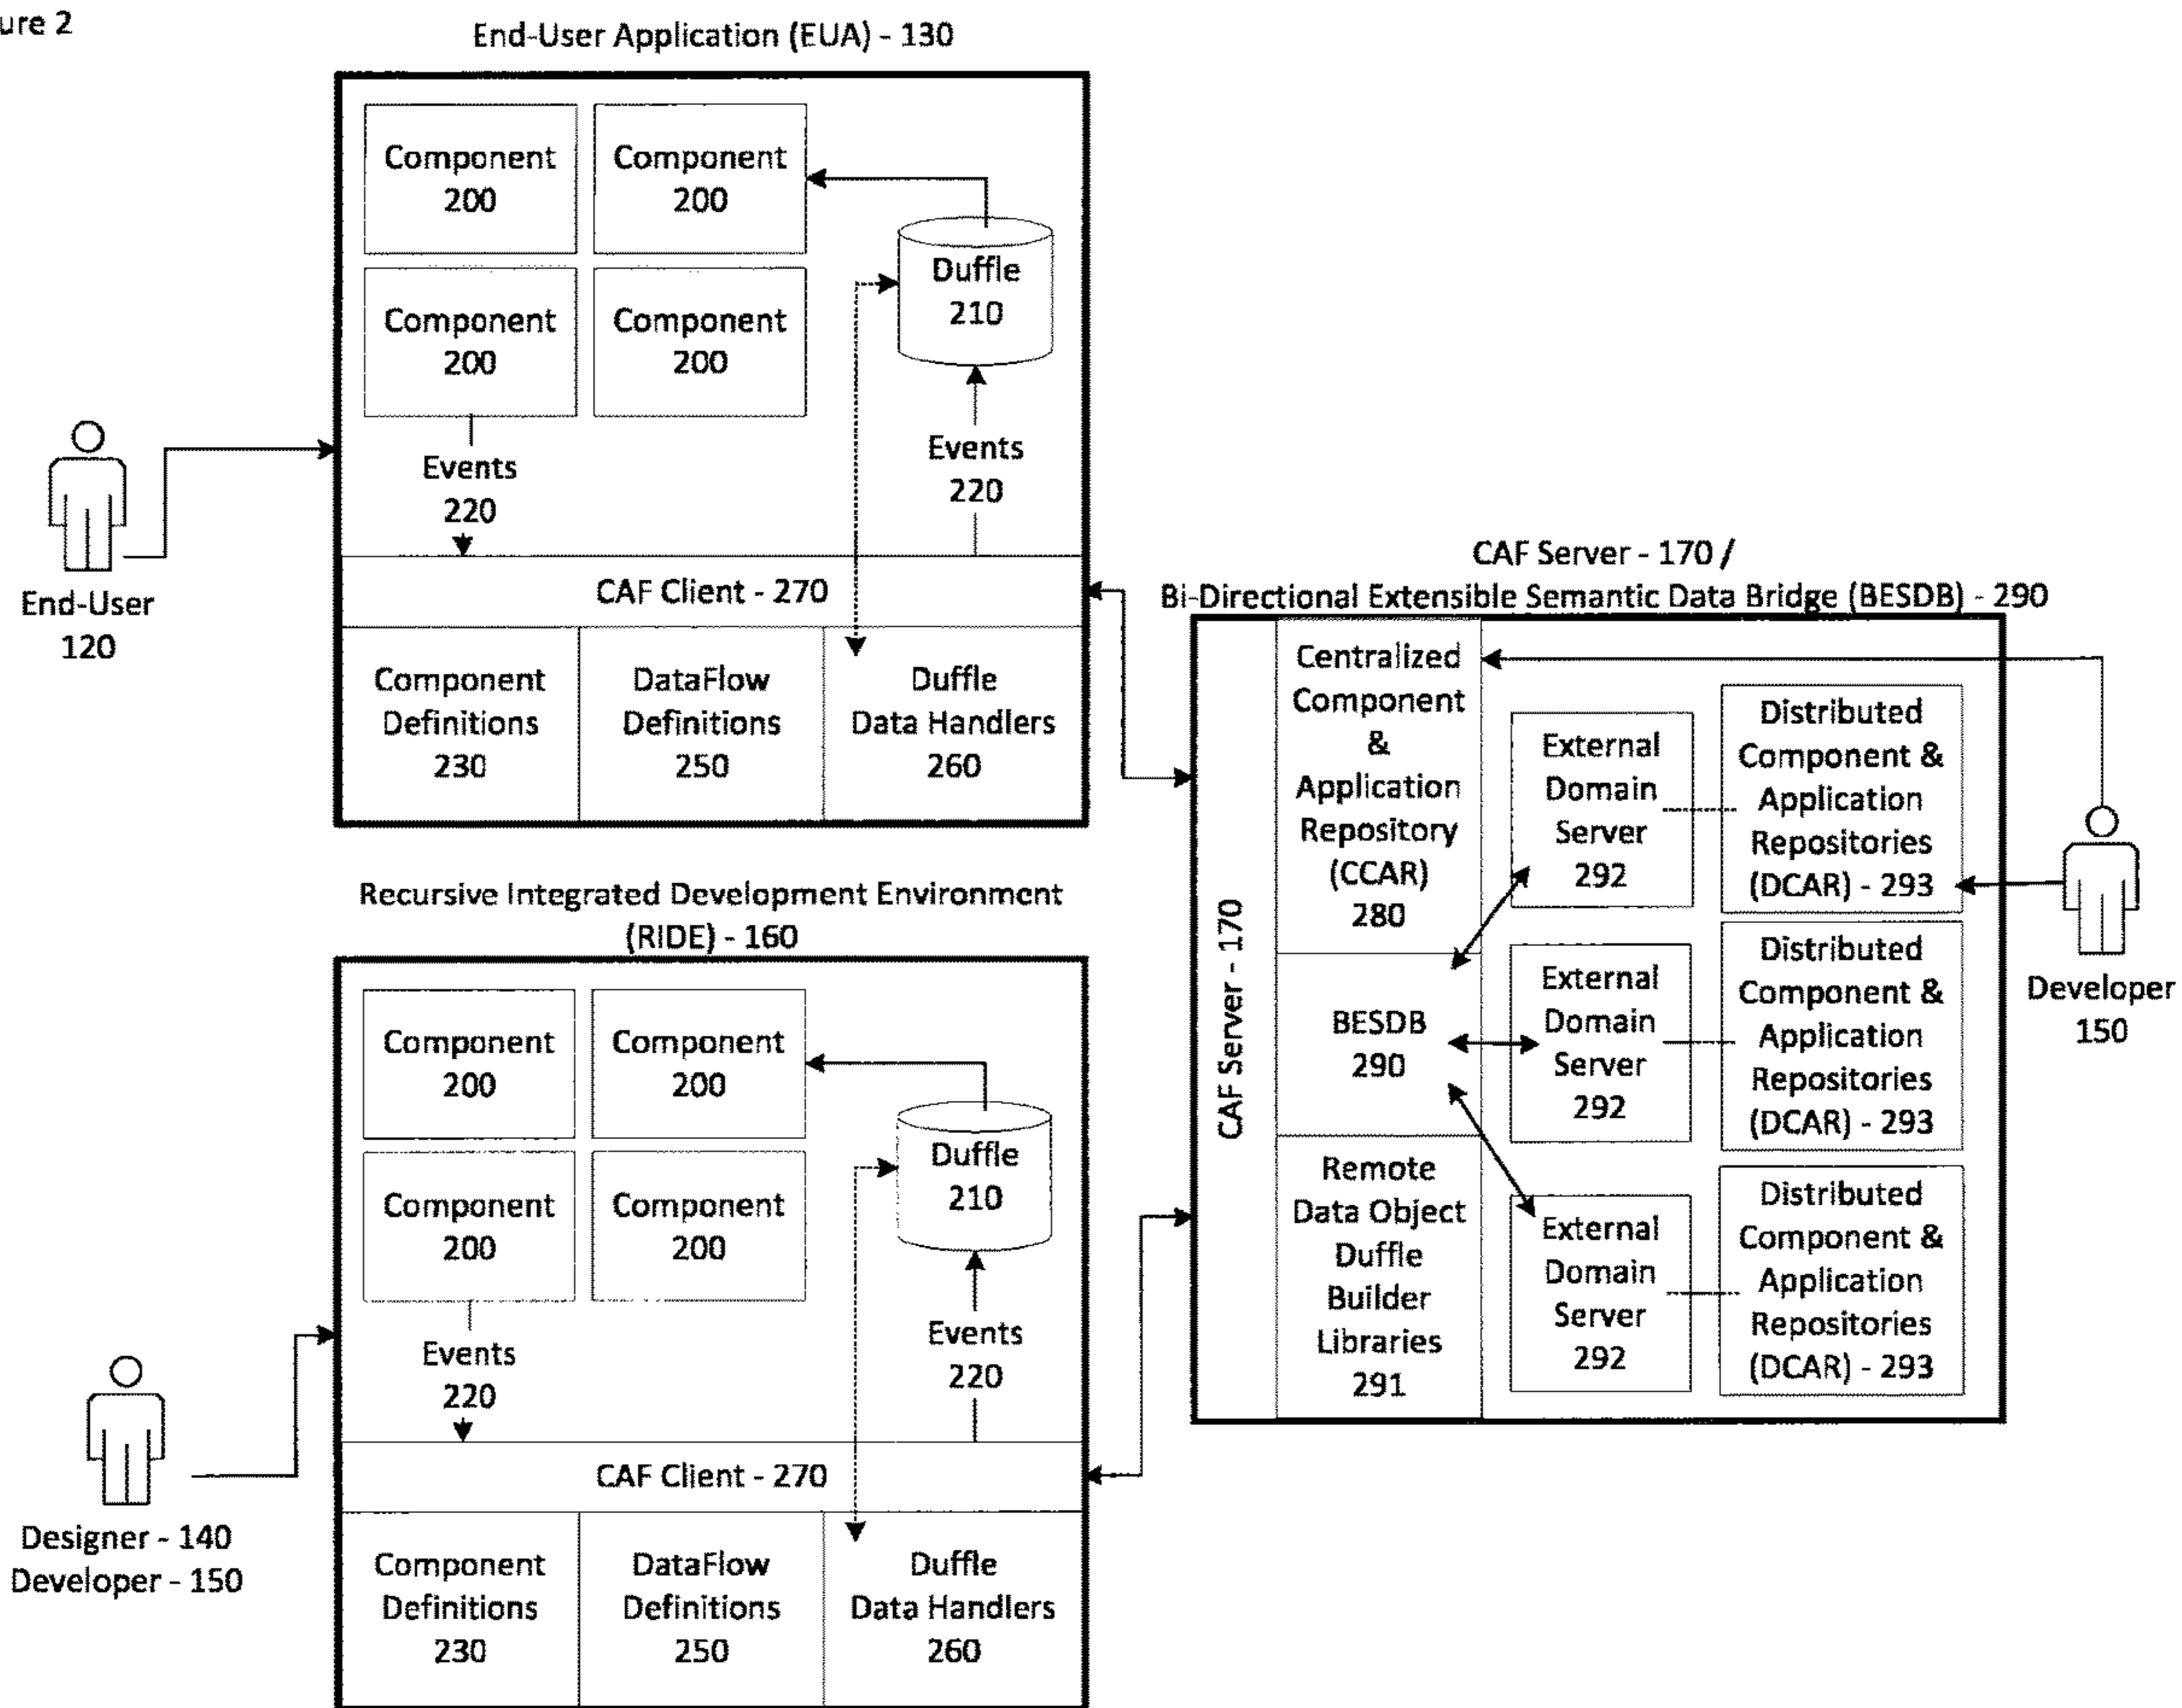 ure 2
End-User Application (EUA) - 130
Component
200
Component
200
Component
200
Component
200
Duffle
210
Events
220
Events
220
CAF Client - 270
Component
Definitions
230
DataFlow
Definitions
250
Duffle
Data Handlers
260
End-User
120
Recursive Integrated Development Environment
(RIDE) - 160
Component
200
Component
200
Component
200
Component
200
Duffle
210
Events
220
Events
220
CAF Client - 270
Component
Definitions
230
DataFlow
Definitions
250
Duffle
Data Handlers
260
Designer - 140
Developer - 150
CAF Server - 170 /
Bi-Directional Extensible Semantic Data Bridge (BESDB) - 290
CAF Server - 170
Centralized
Component
&
Application
Repository
(CCAR)
280
BESDB
290
Remote
Data Object
Duffle
Builder
Libraries
291
External
Domain
Server
292
External
Domain
Server
292
External
Domain
Server
292
Distributed
Component &
Application
Repositories
(DCAR) - 293
Distributed
Component &
Application
Repositories
(DCAR) - 293
Distributed
Component &
Application
Repositories
(DCAR) - 293
Developer
150